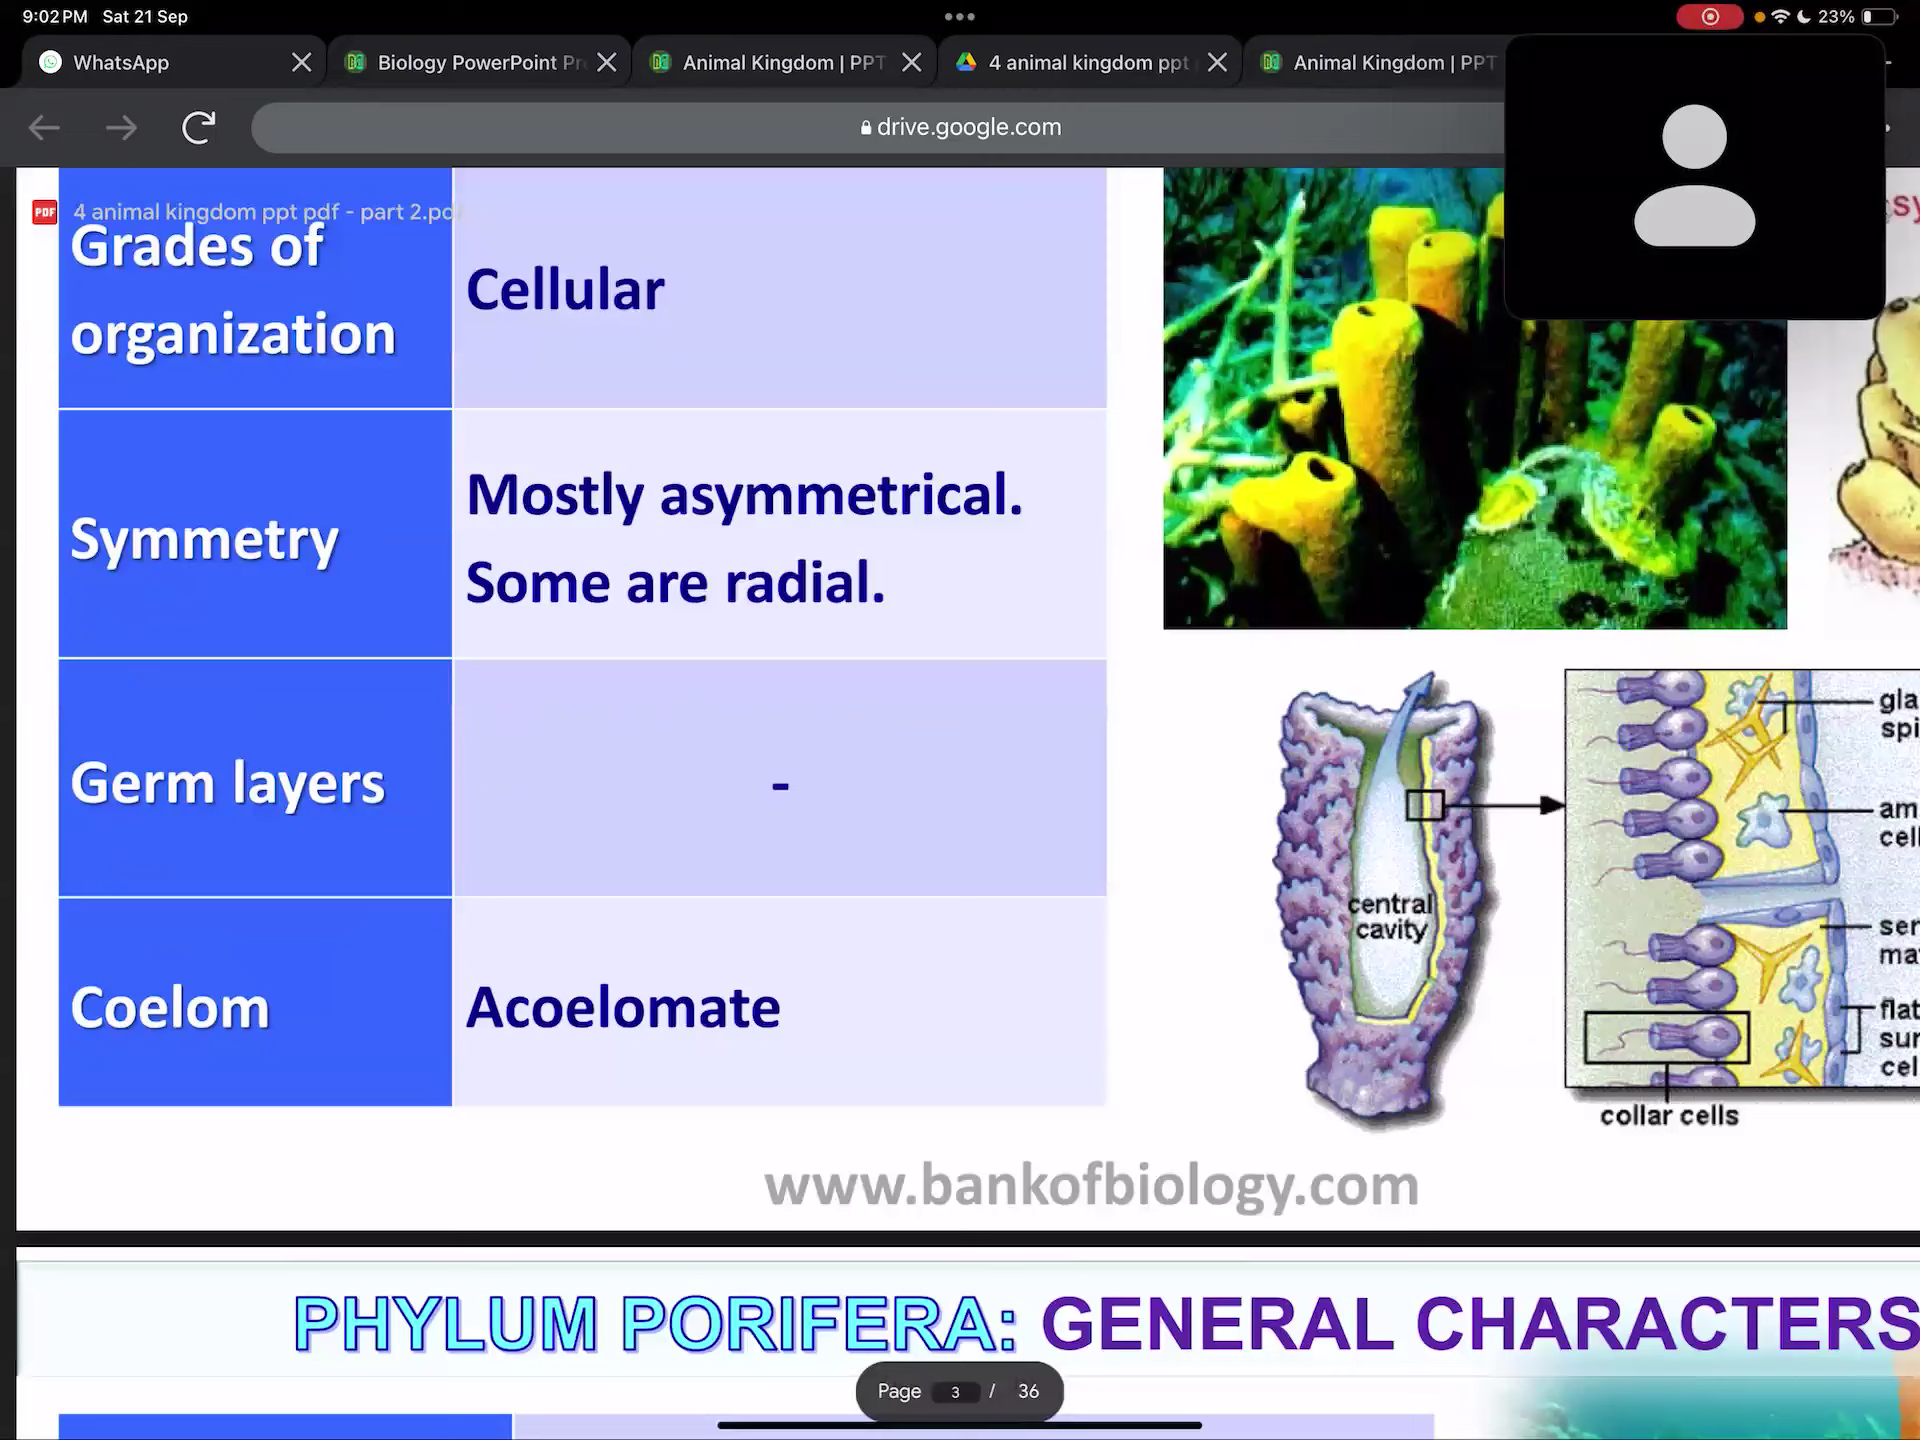 9:02 PM Sat 21 Sep
23%
WhatsApp
Biology PowerPoint Pr
Animal Kingdom | PPT
4 animal kingdom ppt
Animal Kingdom | PPT
drive.google.com
PDF 4 animal kingdom ppt pdf - part 2.pdf
Grades of
organization
Cellular
Symmetry
Mostly asymmetrical.
Some are radial.
Germ layers
-
Coelom
Acoelomate
central
cavity
collar cells
www.bankofbiology.com
PHYLUM PORIFERA: GENERAL CHARACTERS
Page 3 / 36